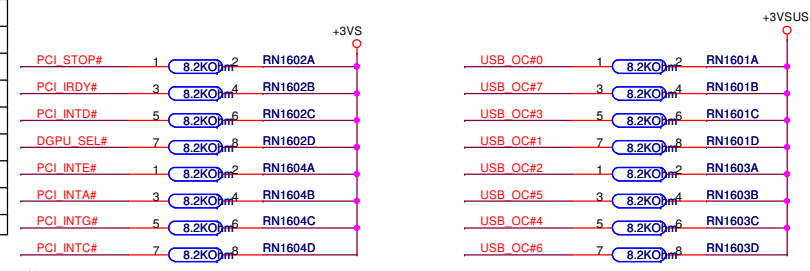 +3VS
PCI_STOP# 1 8.2KOhm 2 RN1602A
PCI_IRDY# 3 8.2KOhm 4 RN1602B
PCI_INTD# 5 8.2KOhm 6 RN1602C
DGPU_SEL# 7 8.2KOhm 8 RN1602D
PCI_INTE# 1 8.2KOhm 2 RN1604A
PCI_INTA# 3 8.2KOhm 4 RN1604B
PCI_INTG# 5 8.2KOhm 6 RN1604C
PCI_INTC# 7 8.2KOhm 8 RN1604D
+3VSUS
USB_OC#0 1 8.2KOhm 2 RN1601A
USB_OC#7 3 8.2KOhm 4 RN1601B
USB_OC#3 5 8.2KOhm 6 RN1601C
USB_OC#1 7 8.2KOhm 8 RN1601D
USB_OC#2 1 8.2KOhm 2 RN1603A
USB_OC#5 3 8.2KOhm 4 RN1603B
USB_OC#4 5 8.2KOhm 6 RN1603C
USB_OC#6 7 8.2KOhm 8 RN1603D